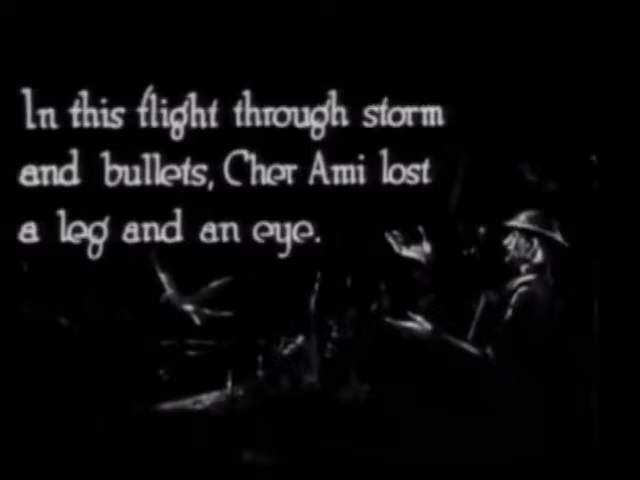 In this flight through storm
and bullets, Cher Ami lost
a leg and an eye.